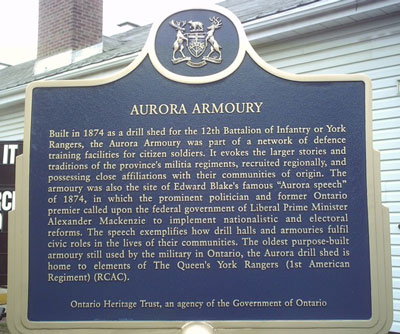 AURORA ARMOURY
Built in 1874 as a drill shed for the 12th Battalion of Infantry or York
Rangers, the Aurora Armoury was part of a network of defence
training facilities for citizen soldiers. It evokes the larger stories and
traditions of the province's militia regiments, recruited regionally, and
possessing close affiliations with their communities of origin. The
armoury was also the site of Edward Blake's famous “Aurora speech”
of 1874, in which the prominent politician and former Ontario
premier called upon the federal government of Liberal Prime Minister
Alexander Mackenzie to implement nationalistic and electoral
reforms. The speech exemplifies how drill halls and armouries fulfil
civic roles in the lives of their communities. The oldest purpose-built
armoury still used by the military in Ontario, the Aurora drill shed is
home to elements of The Queen's York Rangers (1st American
Regiment) (RCAC).
Ontario Heritage Trust, an agency of the Government of Ontario
IT